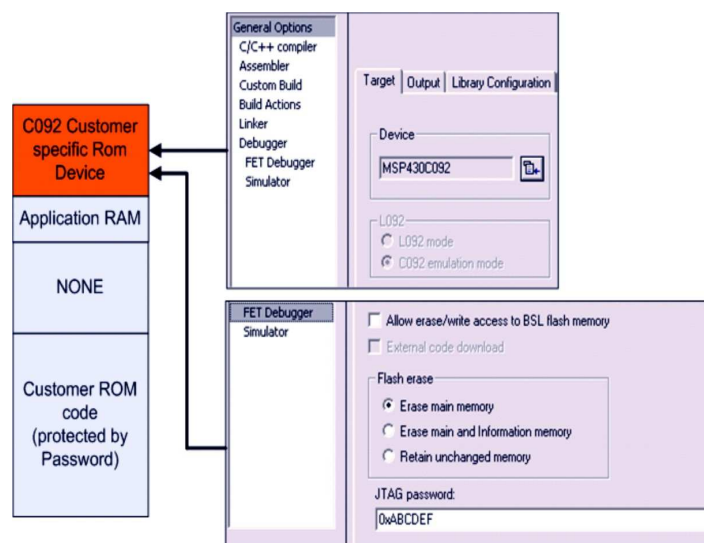 C092 Customer
specific Rom
Device
Application RAM
NONE
Customer ROM
code
(protected by
Password)
General Options
C/C++ compiler
Assembler
Custom Build
Build Actions
Linker
Debugger
FET Debugger
Simulator
Target
Output
Library Configuration
Device
MSP430C092
L092
L092 mode
C092 emulation mode
FET Debugger
Simulator
Allow erase/write access to BSL flash memory
External code download
Flash erase
Erase main memory
Erase main and Information memory
Retain unchanged memory
JTAG password:
0xABCDEF